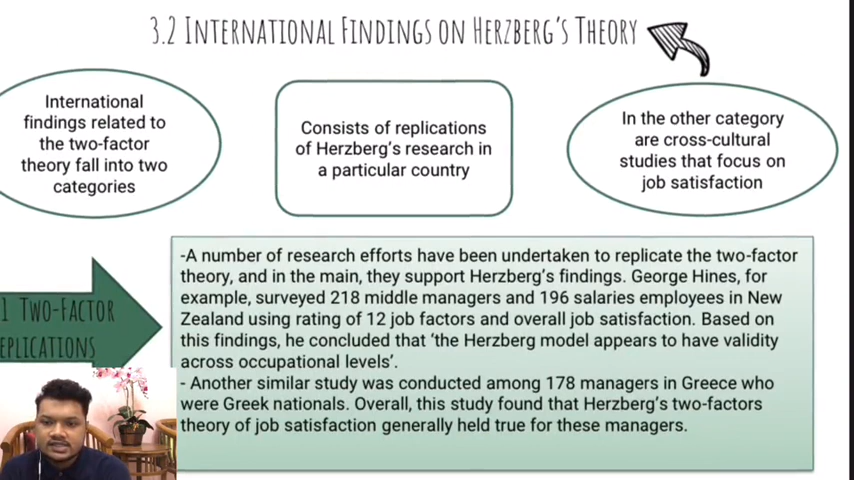 3.2 INTERNATIONAL FINDINGS ON HERZBERG'S THEORY
International
findings related to
the two-factor
theory fall into two
categories
Consists of replications
of Herzberg's research in
a particular country
In the other category
are cross-cultural
studies that focus on
job satisfaction
1 TWO-FACTOR
EPLICATIONS
-A number of research efforts have been undertaken to replicate the two-factor
theory, and in the main, they support Herzberg's findings. George Hines, for
example, surveyed 218 middle managers and 196 salaries employees in New
Zealand using rating of 12 job factors and overall job satisfaction. Based on
this findings, he concluded that 'the Herzberg model appears to have validity
across occupational levels'.
- Another similar study was conducted among 178 managers in Greece who
were Greek nationals. Overall, this study found that Herzberg's two-factors
theory of job satisfaction generally held true for these managers.